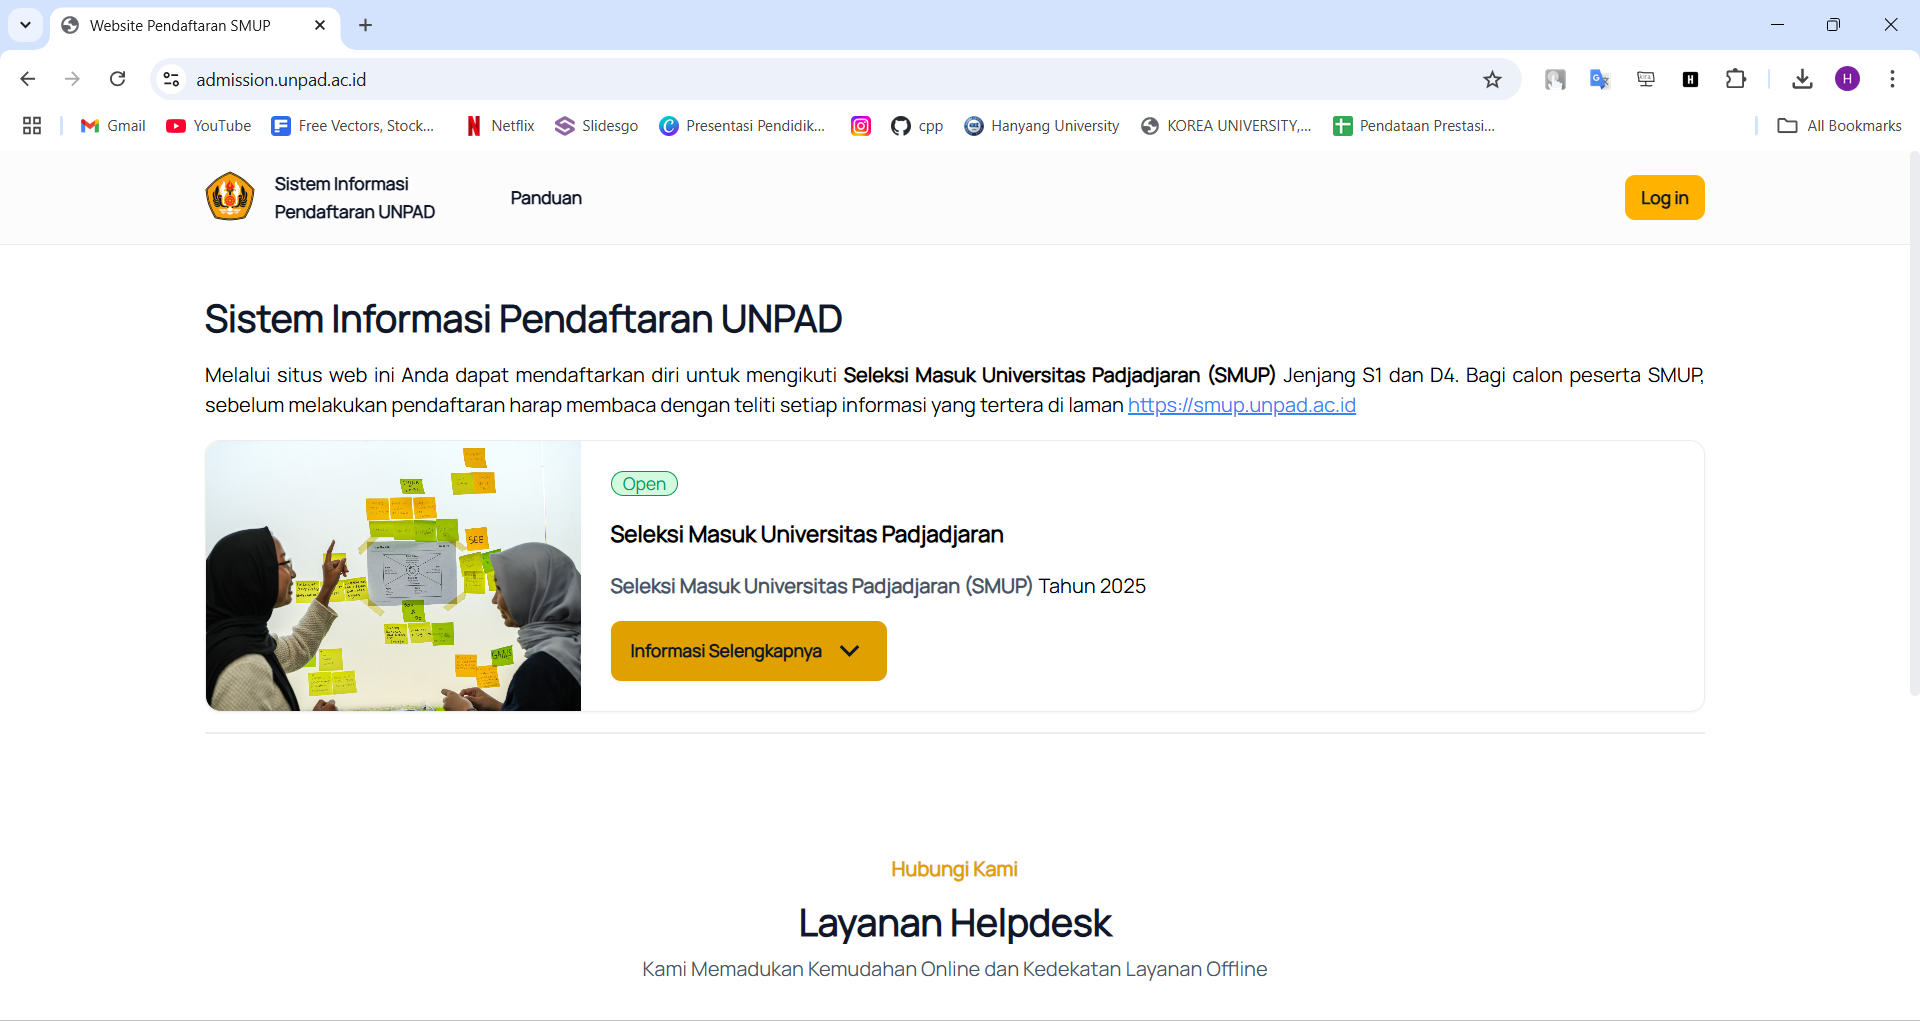 Website Pendaftaran SMUP
admission.unpad.ac.id
H
H
Gmail
YouTube
Free Vectors, Stock...
Netflix
Slidesgo
Presentasi Pendidik...
cpp
Hanyang University
KOREA UNIVERSITY,...
Pendataan Prestasi...
All Bookmarks
Sistem Informasi
Pendaftaran UNPAD
Panduan
Log in
Sistem Informasi Pendaftaran UNPAD
Melalui situs web ini Anda dapat mendaftarkan diri untuk mengikuti Seleksi Masuk Universitas Padjadjaran (SMUP) Jenjang S1 dan D4. Bagi calon peserta SMUP,
sebelum melakukan pendaftaran harap membaca dengan teliti setiap informasi yang tertera di laman https://smup.unpad.ac.id
SEE
Open
Seleksi Masuk Universitas Padjadjaran
Seleksi Masuk Universitas Padjadjaran (SMUP) Tahun 2025
Informasi Selengkapnya
Hubungi Kami
Layanan Helpdesk
Kami Memadukan Kemudahan Online dan Kedekatan Layanan Offline